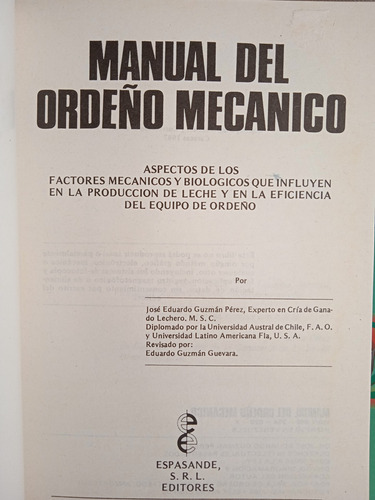 MANUAL DEL
ORDEÑO MECANICO
ASPECTOS DE LOS
FACTORES MECANICOS Y BIOLOGICOS QUE INFLUYEN
EN LA PRODUCCION DE LECHE Y EN LA EFICIENCIA
DEL EQUIPO DE ORDEÑO
Por
José Eduardo Guzmán Pérez, Experto en Cría de Gana-
do Lechero. M. S. C.
Diplomado por la Universidad Austral de Chile, F. A. O.
y Universidad Latino Americana Fla, U. S. A.
Revisado por:
Eduardo Guzmán Guevara.
ESPASANDE,
S. R. L.
EDITORES